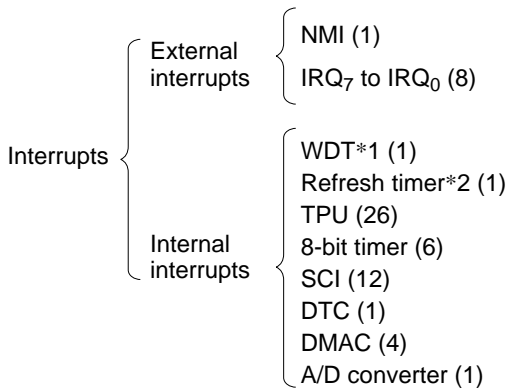 Interrupts
External
interrupts
NMI (1)
IRQ7 to IRQ0 (8)
Internal
interrupts
WDT*1 (1)
Refresh timer*2 (1)
TPU (26)
8-bit timer (6)
SCI (12)
DTC (1)
DMAC (4)
A/D converter (1)